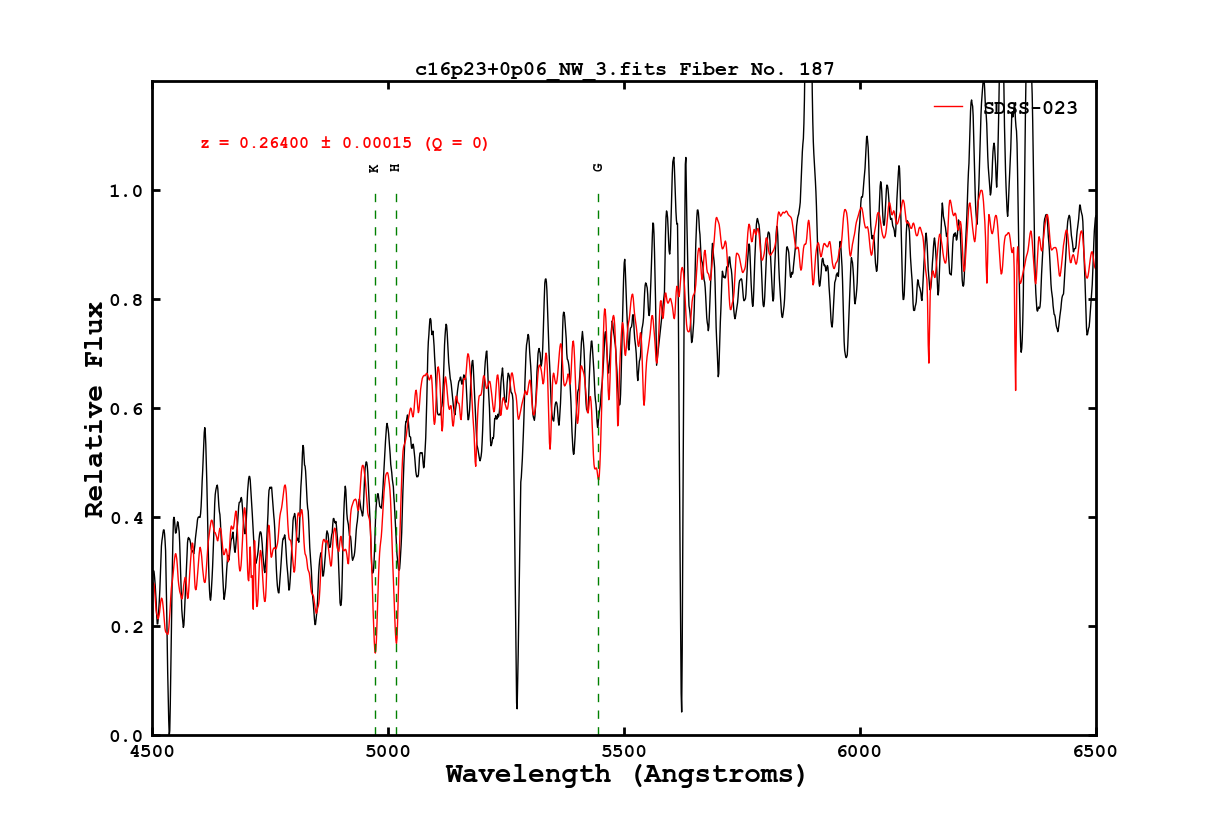 c16p23+0p06_NW_3.fits Fiber No. 187
SDSS-023
z = 0.26400 ± 0.00015 (Q = 0)
K H G
1.0
0.8
0.6
0.4
0.2
0.0
Relative Flux
4500 5000 5500 6000 6500
Wavelength (Angstroms)